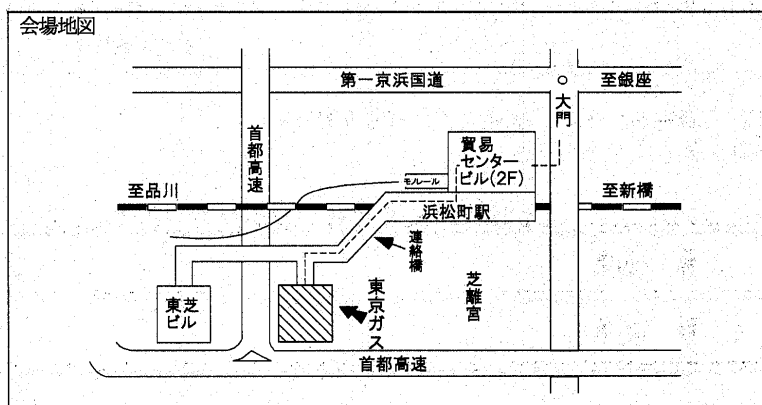 会場地図
第一京浜国道
至銀座
大門
首都高速
貿易
センター
ビル(2F)
モノレール
至品川
至新橋
浜松町駅
連絡橋
東芝
ビル
東京ガス
芝離宮
首都高速